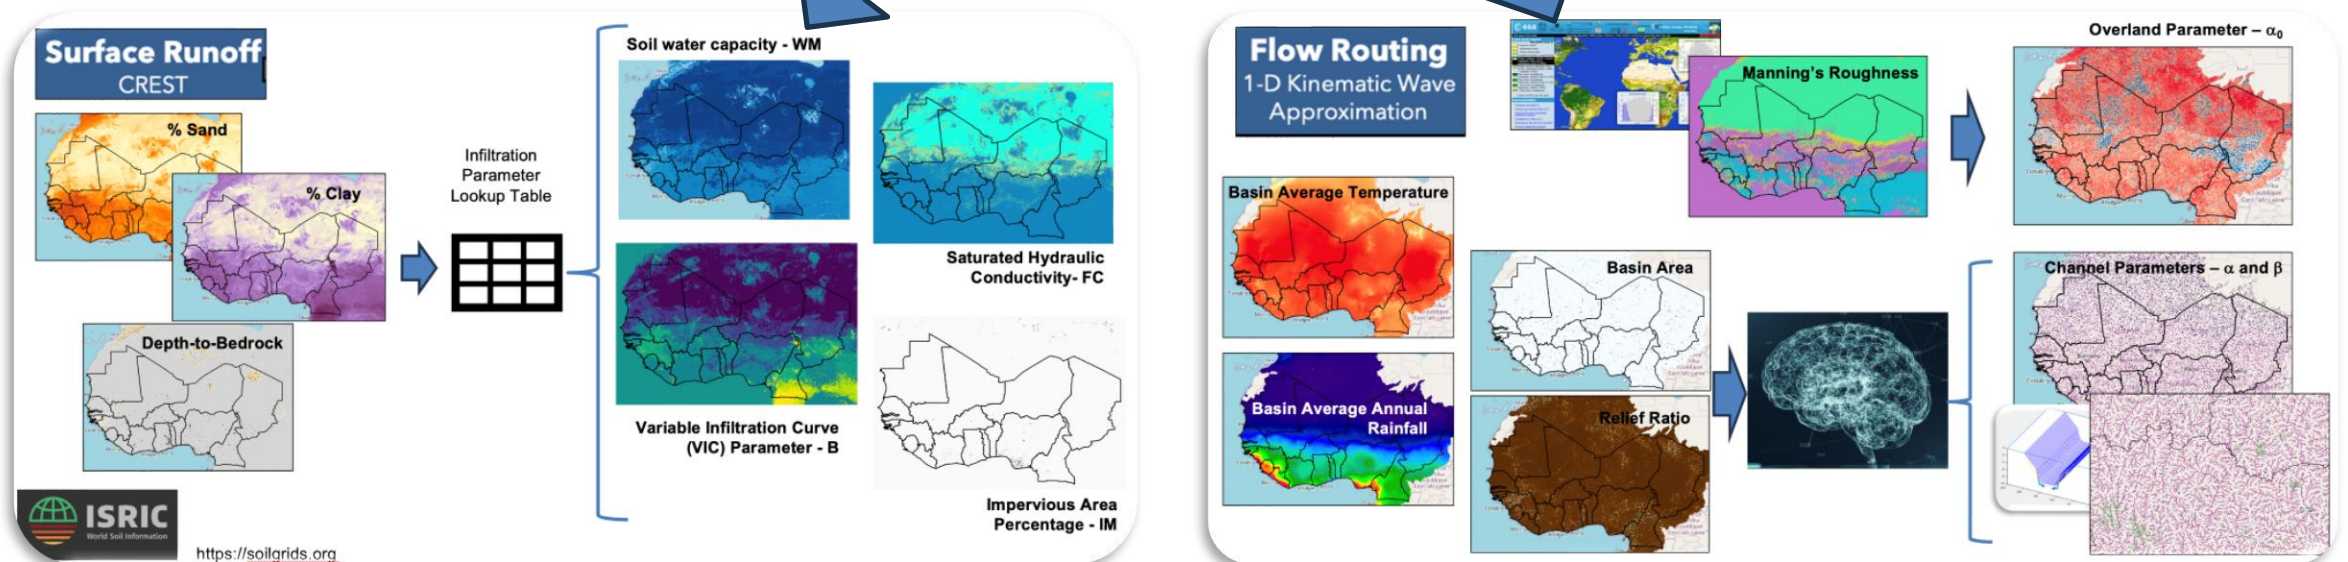 Surface Runoff
CREST
% Sand
% Clay
Depth-to-Bedrock
ISRIC
World Soil Information
https://soilgrids.org
Infiltration
Parameter
Lookup Table
Soil water capacity - WM
Saturated Hydraulic
Conductivity- FC
Variable Infiltration Curve
(VIC) Parameter - B
Impervious Area
Percentage - IM
Flow Routing
1-D Kinematic Wave
Approximation
esa
Manning's Roughness
Overland Parameter – α₀
Basin Average Temperature
Basin Average Annual
Rainfall
Basin Area
Relief Ratio
Channel Parameters – α and β